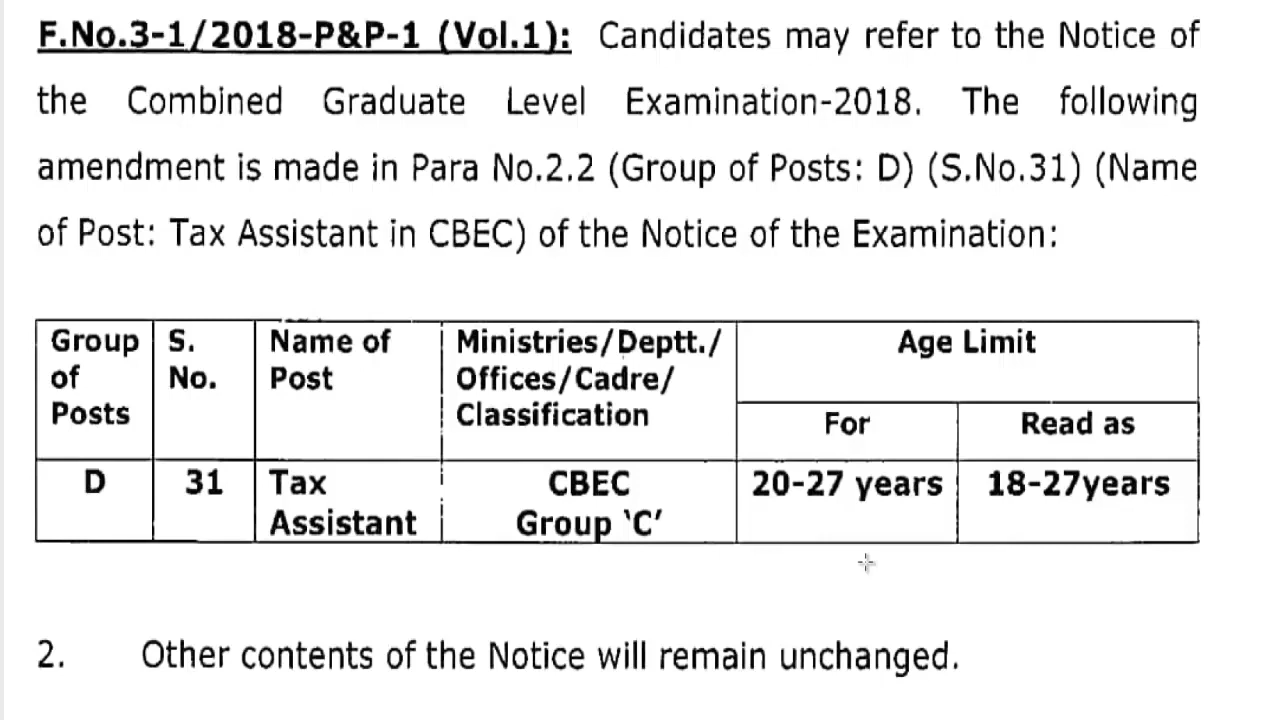 F.No.3-1/2018-P&P-1 (Vol.1): Candidates may refer to the Notice of
the Combined Graduate Level Examination-2018. The following
amendment is made in Para No.2.2 (Group of Posts: D) (S.No.31) (Name
of Post: Tax Assistant in CBEC) of the Notice of the Examination:
Group of Posts
S. No.
Name of Post
Ministries/Deptt./
Offices/Cadre/
Classification
Age Limit
For
Read as
D
31
Tax
Assistant
CBEC
Group 'C'
20-27 years
18-27years
2. Other contents of the Notice will remain unchanged.